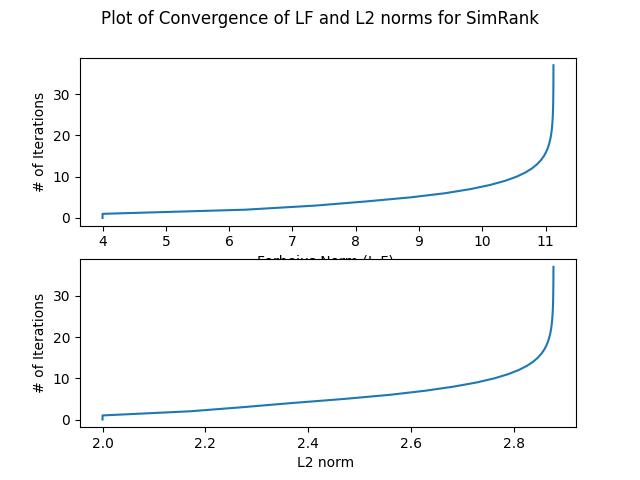 Plot of Convergence of LF and L2 norms for SimRank
# of Iterations
30
20
10
0
4 5 6 7 8 9 10 11
Forbeius Norm (L-F)
# of Iterations
30
20
10
0
2.0 2.2 2.4 2.6 2.8
L2 norm